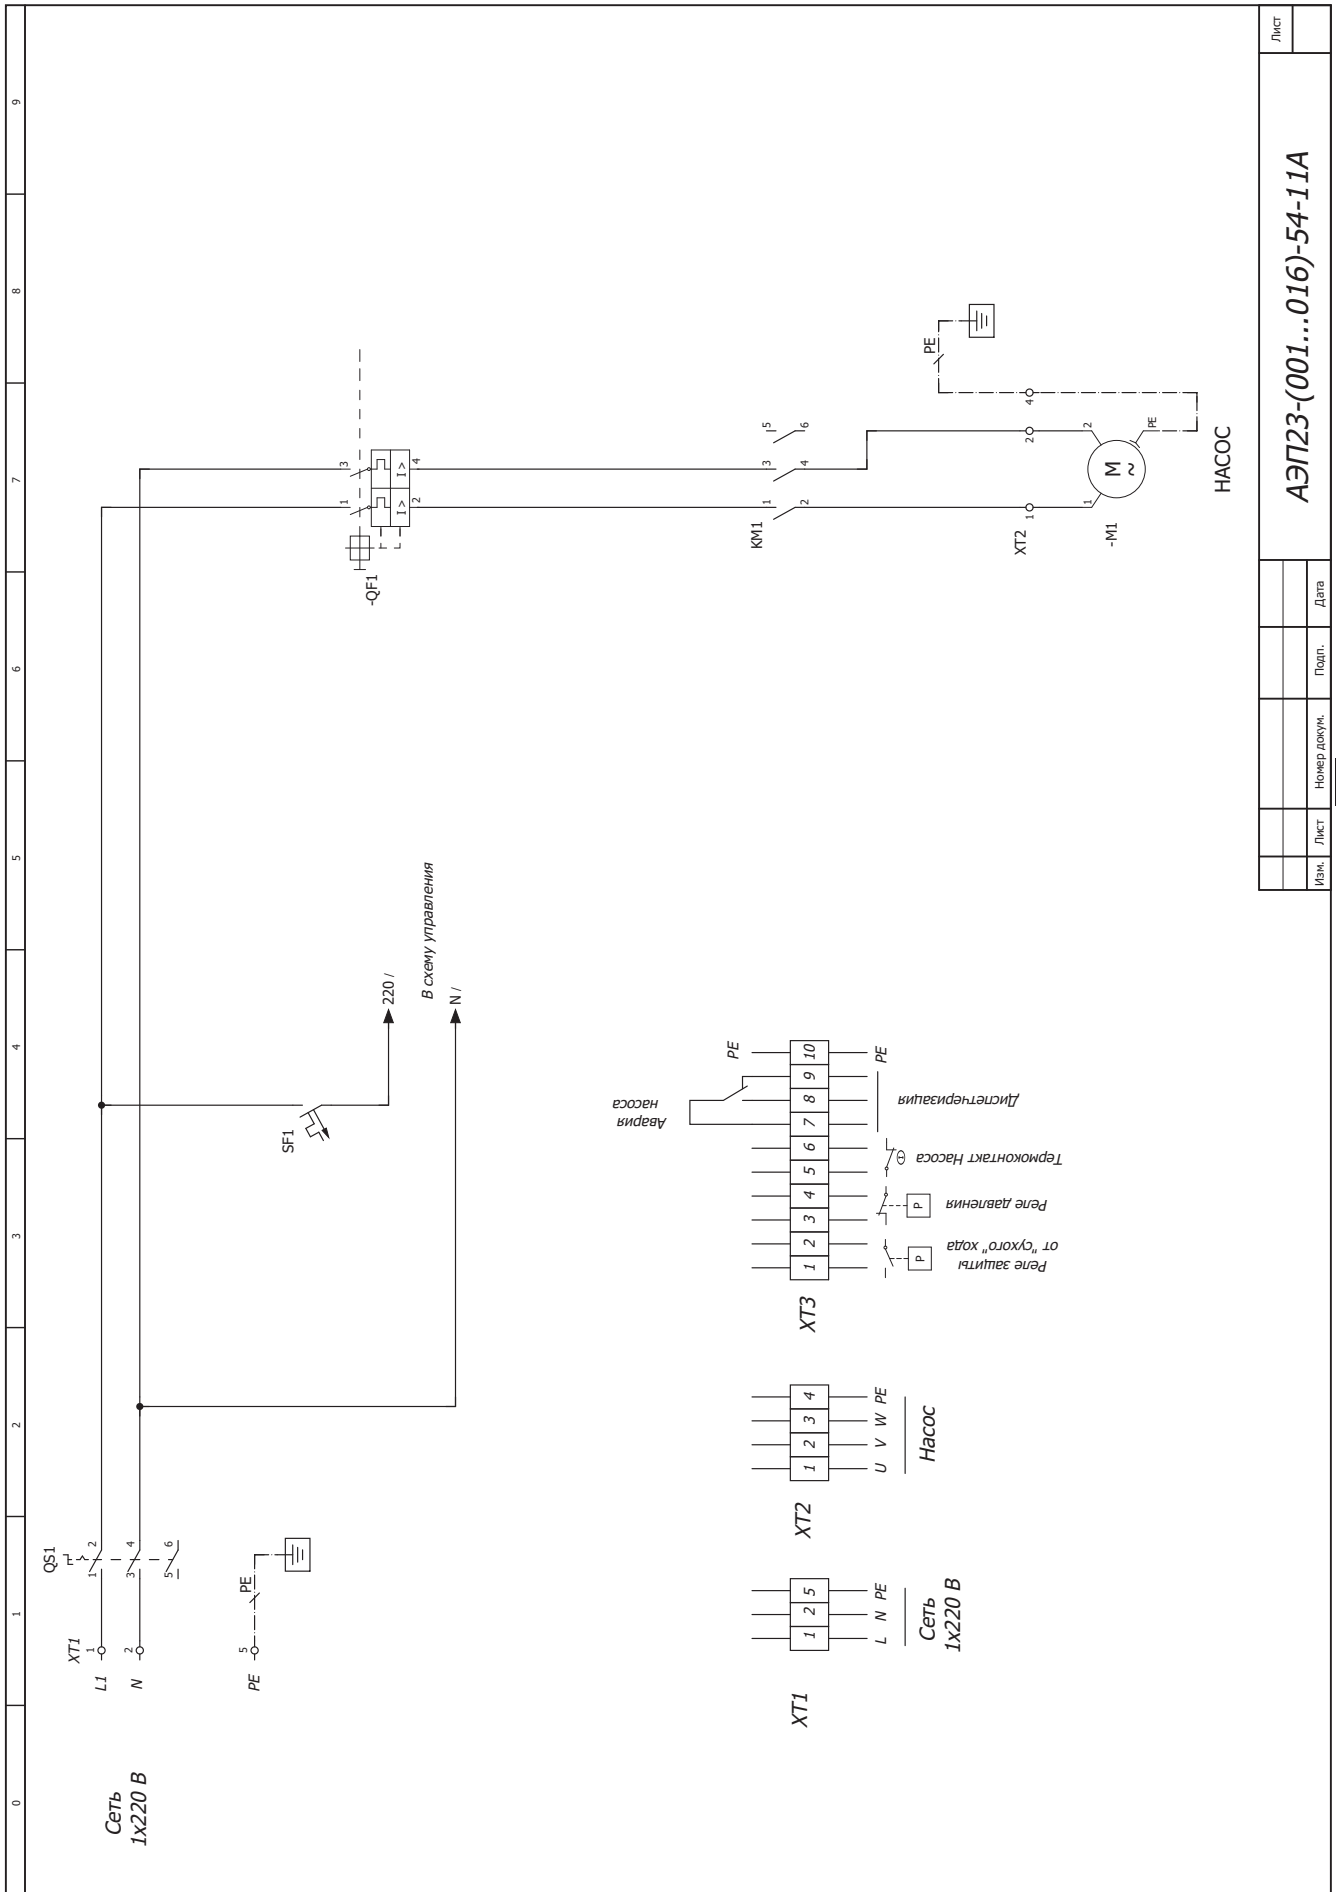 0 1 2 3 4 5 6 7 8 9
Сеть
1x220 В
XT1
L1 1
N 2
PE 5
PE
QS1
1 2
3 4
5 6
SF1
220 /
В схему управления
N /
-QF1
1 3
I > I >
2 4
KM1
1 3 5
2 4 6
XT2
1 2 4
PE
-M1
1 2
M
~
PE
НАСОС
XT1
1 2 5
L N PE
Сеть
1x220 В
XT2
1 2 3 4
U V W PE
Насос
XT3
Авария
насоса
PE
1 2 3 4 5 6 7 8 9 10
PE
P
P
Реле защиты
от "сухого" хода
Реле давления
Термоконтакт Насоса
Диспетчеризация
Изм. Лист Номер докум. Подп. Дата
АЭП23-(001...016)-54-11А
Лист